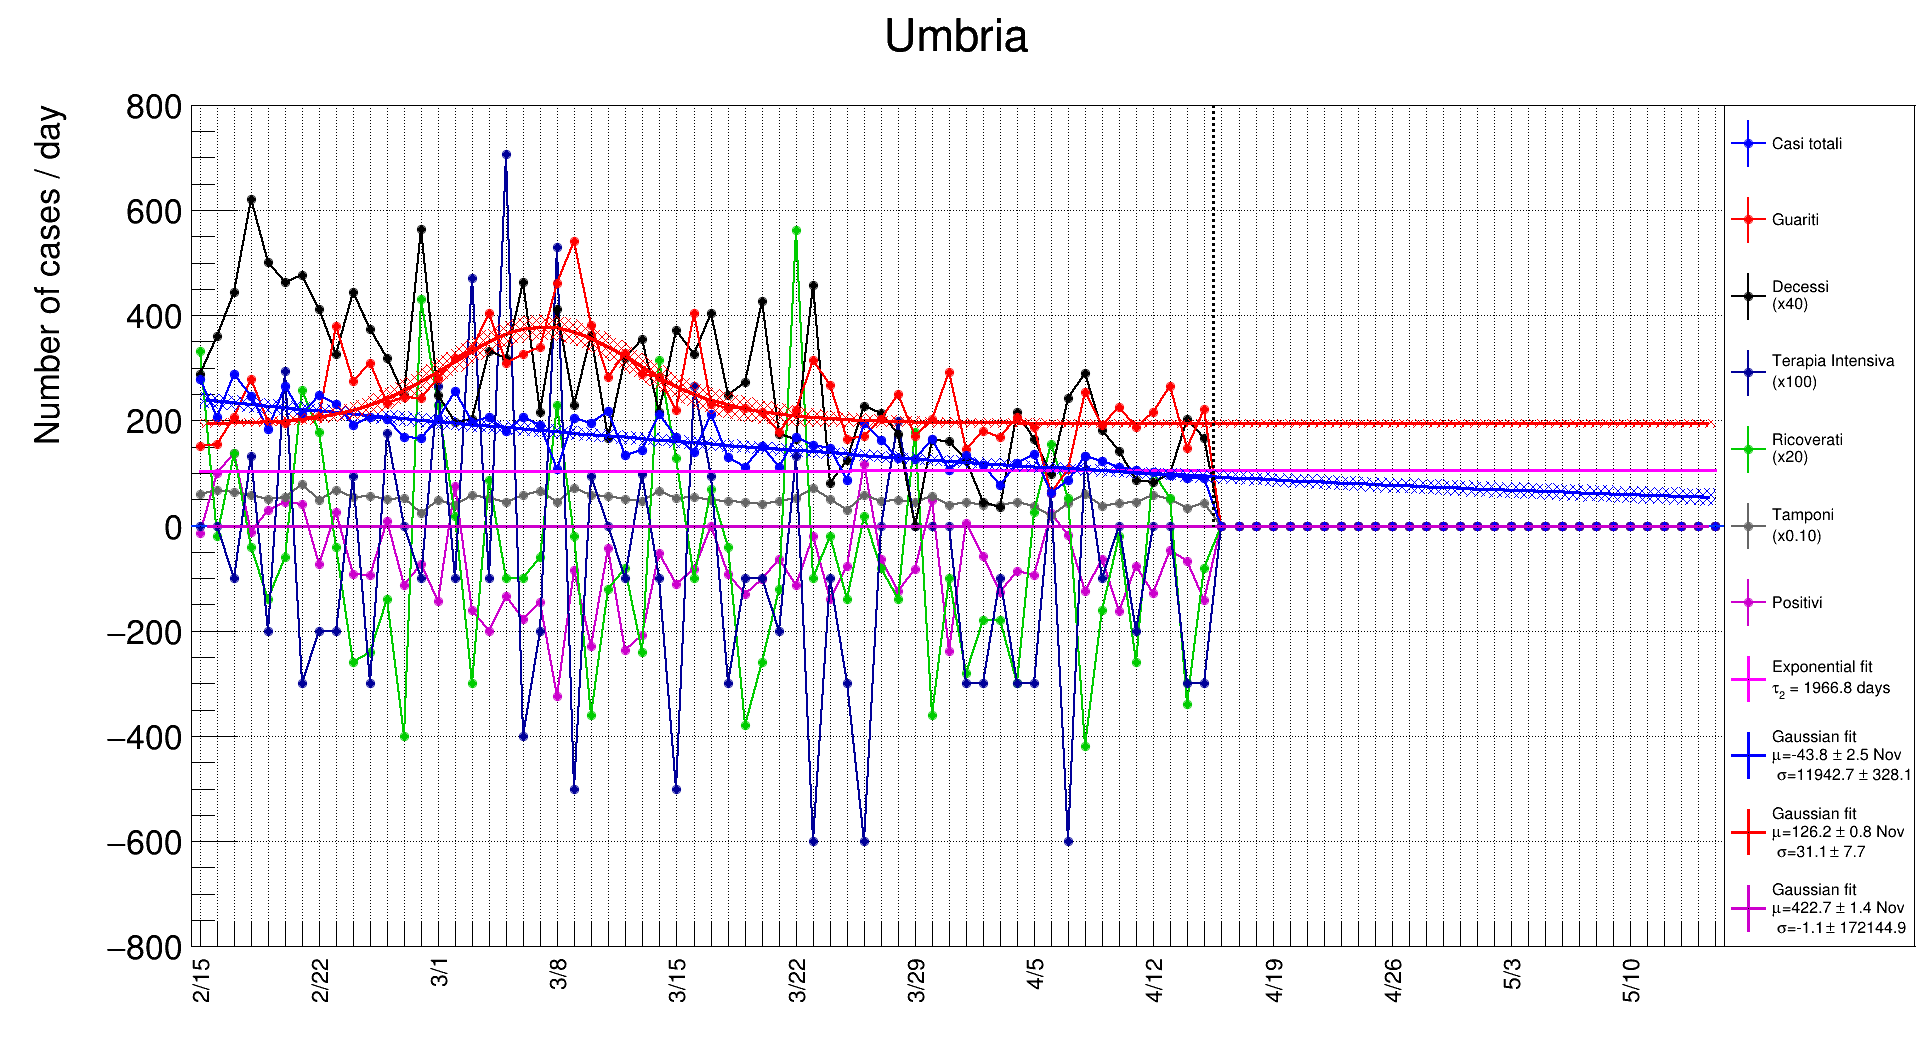 Umbria
Number of cases / day
800
600
400
200
0
−200
−400
−600
−800
2/15
2/22
3/1
3/8
3/15
3/22
3/29
4/5
4/12
4/19
4/26
5/3
5/10
Casi totali
Guariti
Decessi
(x40)
Terapia Intensiva
(x100)
Ricoverati
(x20)
Tamponi
(x0.10)
Positivi
Exponential fit
τ2 = 1966.8 days
Gaussian fit
μ=-43.8 ± 2.5 Nov
σ=11942.7 ± 328.1
Gaussian fit
μ=126.2 ± 0.8 Nov
σ=31.1 ± 7.7
Gaussian fit
μ=422.7 ± 1.4 Nov
σ=-1.1 ± 172144.9